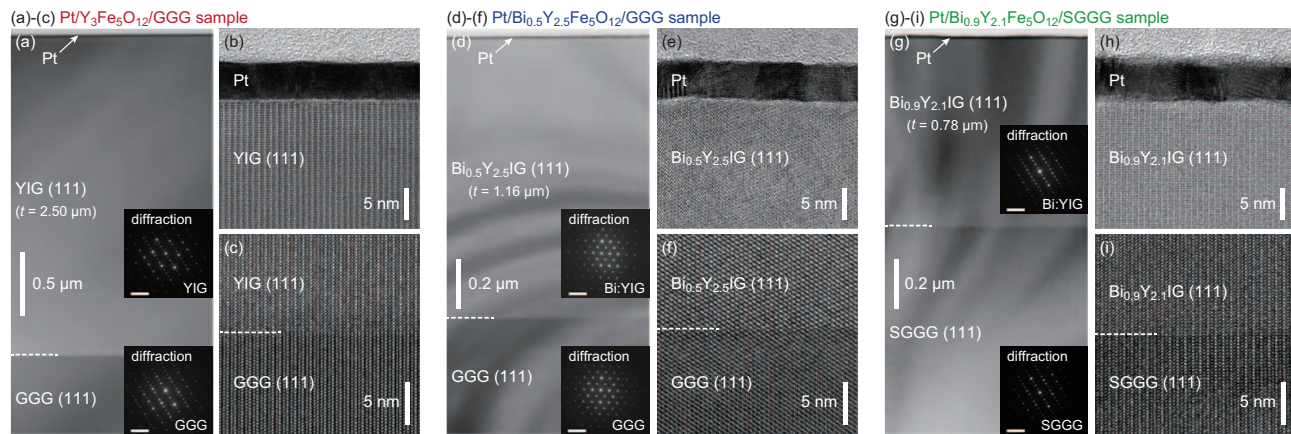 (a)-(c) Pt/Y₃Fe₅O₁₂/GGG sample
(a)
Pt
YIG (111)
(t = 2.50 µm)
0.5 µm
diffraction
YIG
GGG (111)
diffraction
GGG
(b)
Pt
YIG (111)
5 nm
(c)
YIG (111)
GGG (111)
5 nm
(d)-(f) Pt/Bi₀.₅Y₂.₅Fe₅O₁₂/GGG sample
(d)
Pt
Bi₀.₅Y₂.₅IG (111)
(t = 1.16 µm)
0.2 µm
diffraction
Bi:YIG
GGG (111)
diffraction
GGG
(e)
Pt
Bi₀.₅Y₂.₅IG (111)
5 nm
(f)
Bi₀.₅Y₂.₅IG (111)
GGG (111)
5 nm
(g)-(i) Pt/Bi₀.₉Y₂.₁Fe₅O₁₂/SGGG sample
(g)
Pt
Bi₀.₉Y₂.₁IG (111)
(t = 0.78 µm)
diffraction
Bi:YIG
0.2 µm
SGGG (111)
diffraction
SGGG
(h)
Pt
Bi₀.₉Y₂.₁IG (111)
5 nm
(i)
Bi₀.₉Y₂.₁IG (111)
SGGG (111)
5 nm